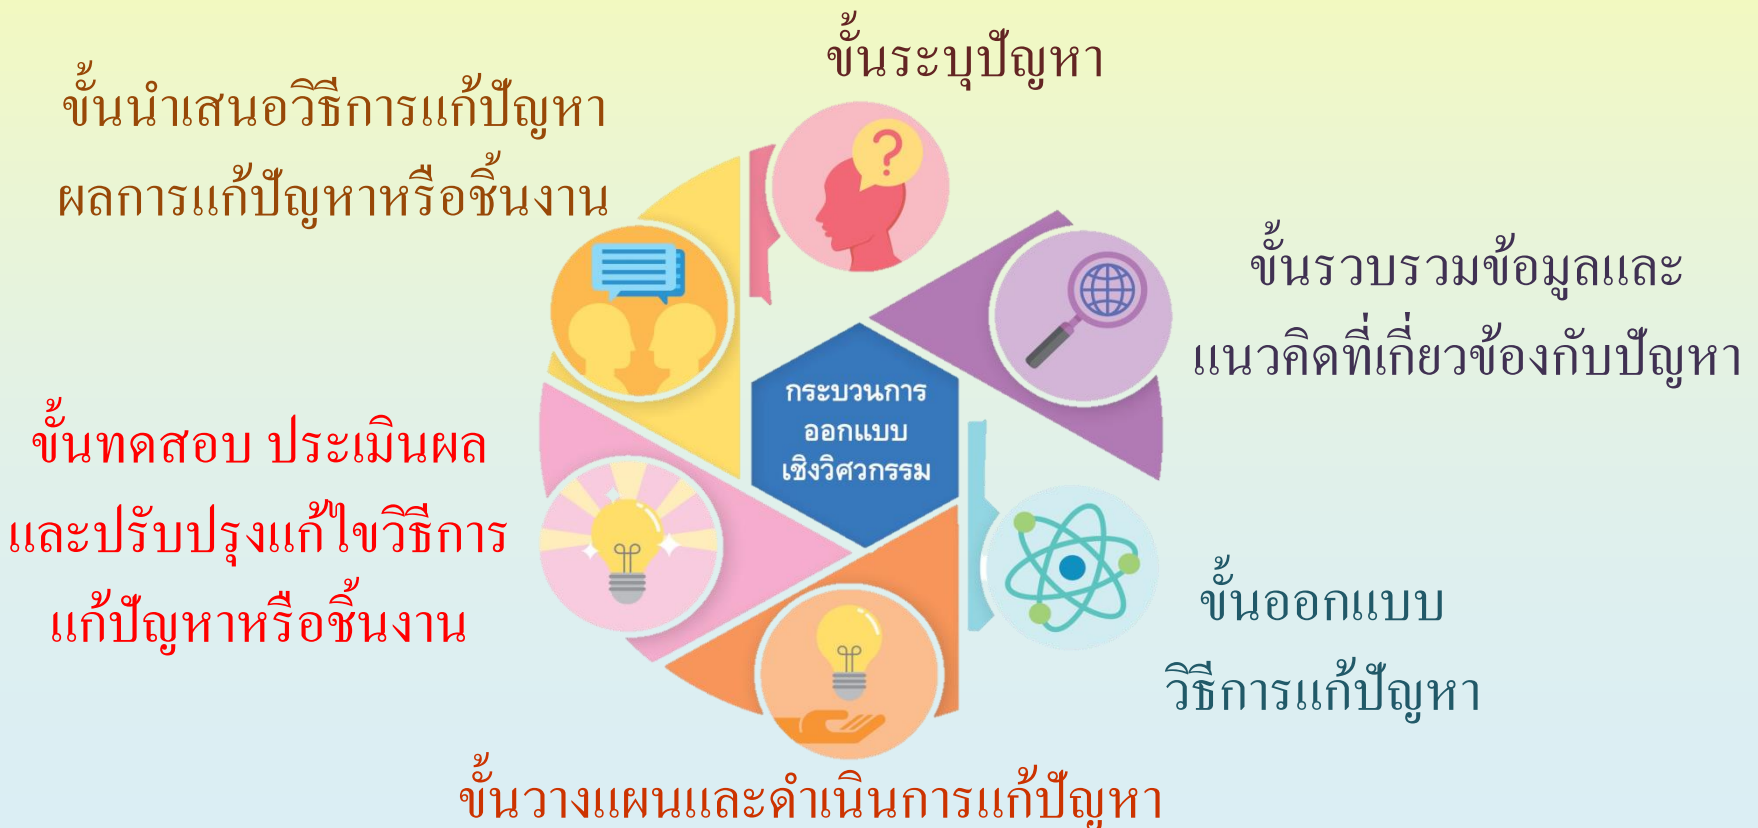 ขั้นระบุปัญหา
ขั้นรวบรวมข้อมูลและ
แนวคิดที่เกี่ยวข้องกับปัญหา
ขั้นออกแบบ
วิธีการแก้ปัญหา
ขั้นวางแผนและดำเนินการแก้ปัญหา
ขั้นทดสอบ ประเมินผล
และปรับปรุงแก้ไขวิธีการ
แก้ปัญหาหรือชิ้นงาน
ขั้นนำเสนอวิธีการแก้ปัญหา
ผลการแก้ปัญหาหรือชิ้นงาน
กระบวนการ
ออกแบบ
เชิงวิศวกรรม
?